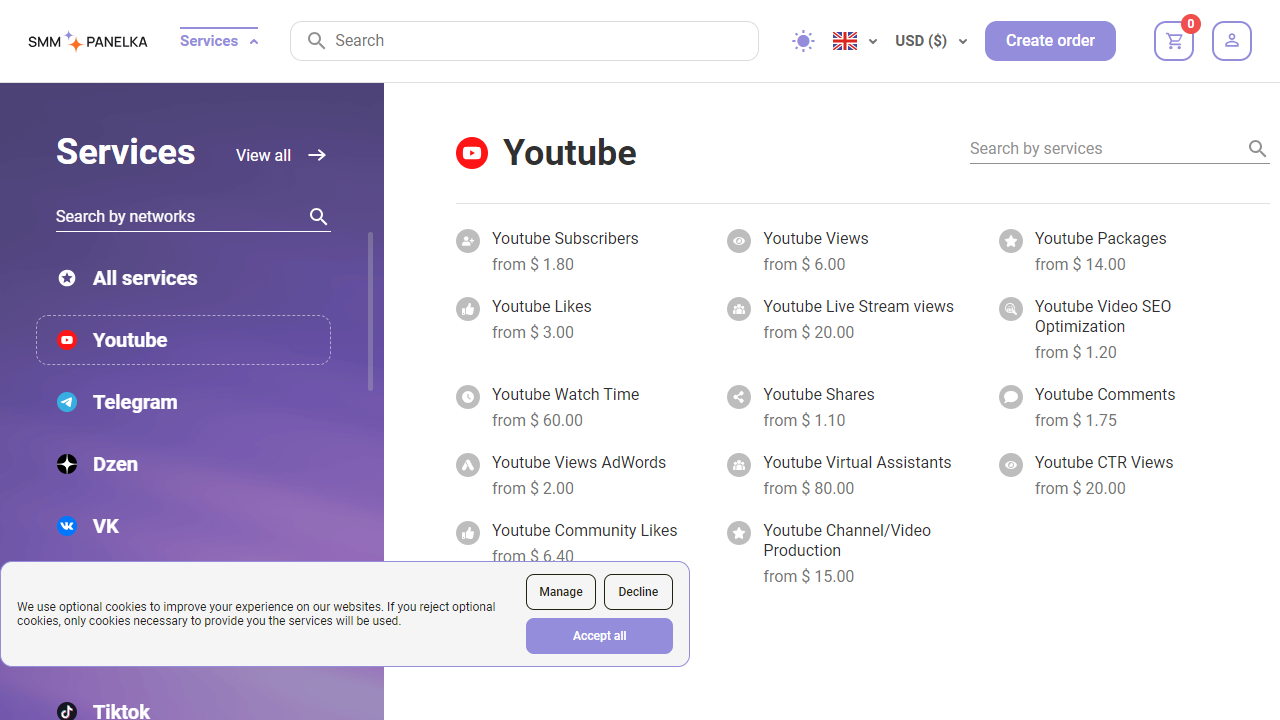 SMM PANELKA
Services
Search
USD ($)
Create order
0
Services
View all
Search by networks
All services
Youtube
Telegram
Dzen
VK
Tiktok
Youtube
Search by services
Youtube Subscribers
from $ 1.80
Youtube Views
from $ 6.00
Youtube Packages
from $ 14.00
Youtube Likes
from $ 3.00
Youtube Live Stream views
from $ 20.00
Youtube Video SEO
Optimization
from $ 1.20
Youtube Watch Time
from $ 60.00
Youtube Shares
from $ 1.10
Youtube Comments
from $ 1.75
Youtube Views AdWords
from $ 2.00
Youtube Virtual Assistants
from $ 80.00
Youtube CTR Views
from $ 20.00
Youtube Community Likes
from $ 6.40
Youtube Channel/Video
Production
from $ 15.00
We use optional cookies to improve your experience on our websites. If you reject optional
cookies, only cookies necessary to provide you the services will be used.
Manage
Decline
Accept all